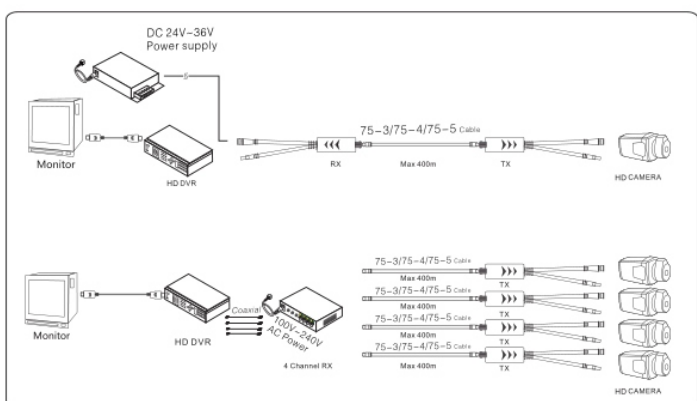 DC 24V-36V
Power supply
75-3/75-4/75-5 Cable
Monitor
HD DVR
RX
Max 400m
TX
HD CAMERA
75-3/75-4/75-5 Cable
Max 400m
TX
75-3/75-4/75-5 Cable
Max 400m
TX
75-3/75-4/75-5 Cable
Max 400m
TX
75-3/75-4/75-5 Cable
Max 400m
TX
Monitor
HD DVR
Coaxial
100V-240V
AC Power
4 Channel RX
HD CAMERA